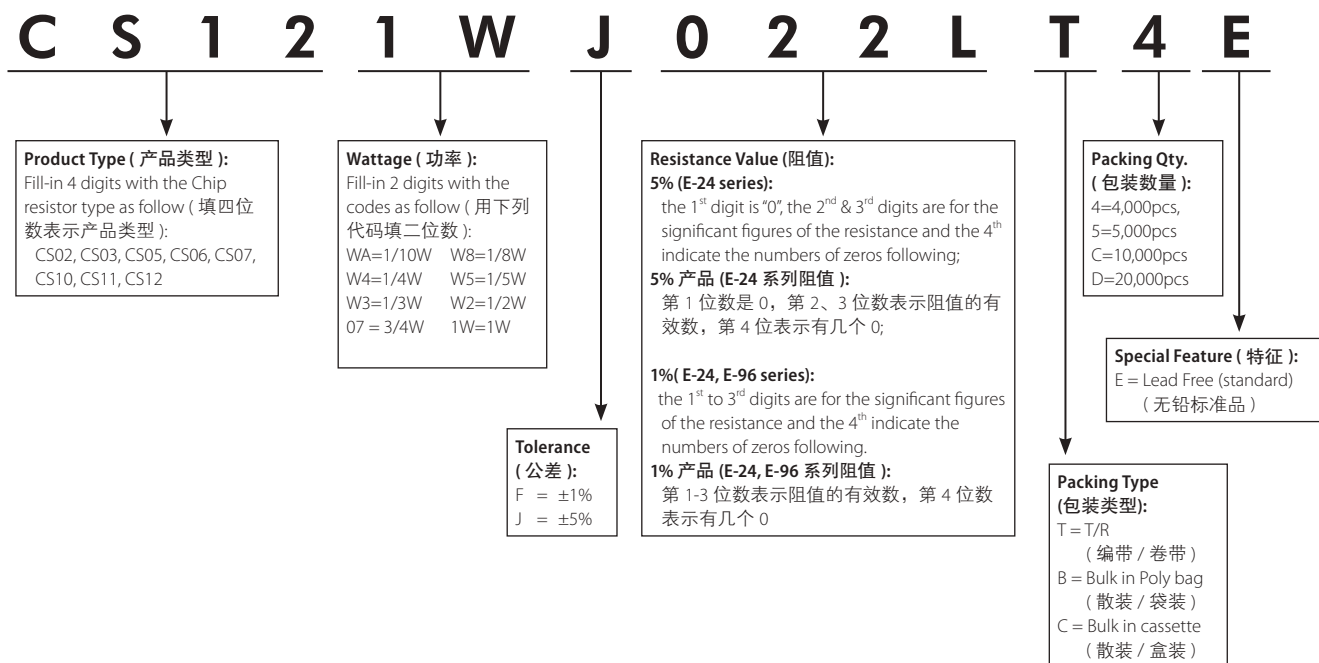 C S 1 2 1 W J 0 2 2 L T 4 E
Product Type ( 产品类型 ):
Fill-in 4 digits with the Chip
resistor type as follow ( 填四位
数表示产品类型 ):
CS02, CS03, CS05, CS06, CS07,
CS10, CS11, CS12
Wattage ( 功率 ):
Fill-in 2 digits with the
codes as follow ( 用下列
代码填二位数 ):
WA=1/10W W8=1/8W
W4=1/4W W5=1/5W
W3=1/3W W2=1/2W
07 = 3/4W 1W=1W
Tolerance
( 公差 ):
F = ±1%
J = ±5%
Resistance Value (阻值):
5% (E-24 series):
the 1st digit is "0", the 2nd & 3rd digits are for the
significant figures of the resistance and the 4th
indicate the numbers of zeros following;
5% 产品 (E-24 系列阻值 ):
第 1 位数是 0，第 2、3 位数表示阻值的有
效数，第 4 位表示有几个 0;
1%( E-24, E-96 series):
the 1st to 3rd digits are for the significant figures
of the resistance and the 4th indicate the
numbers of zeros following.
1% 产品 (E-24, E-96 系列阻值 ):
第 1-3 位数表示阻值的有效数，第 4 位数
表示有几个 0
Packing Type
(包装类型):
T = T/R
( 编带 / 卷带 )
B = Bulk in Poly bag
( 散装 / 袋装 )
C = Bulk in cassette
( 散装 / 盒装 )
Packing Qty.
( 包装数量 ):
4=4,000pcs,
5=5,000pcs
C=10,000pcs
D=20,000pcs
Special Feature ( 特征 ):
E = Lead Free (standard)
( 无铅标准品 )